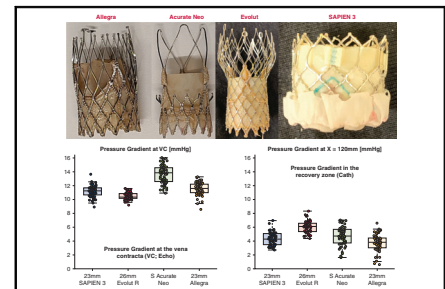 Allegra
Acurate Neo
Evolut
SAPIEN 3
Pressure Gradient at VC [mmHg]
16
14
12
10
8
6
4
2
0
Pressure Gradient at the vena
contracta (VC; Echo)
23mm
SAPIEN 3
26mm
Evolut R
S Acurate
Neo
23mm
Allegra
Pressure Gradient at X = 120mm [mmHg]
16
14
12
10
8
6
4
2
0
Pressure Gradient in the
recovery zone (Cath)
23mm
SAPIEN 3
26mm
Evolut R
S Acurate
Neo
23mm
Allegra